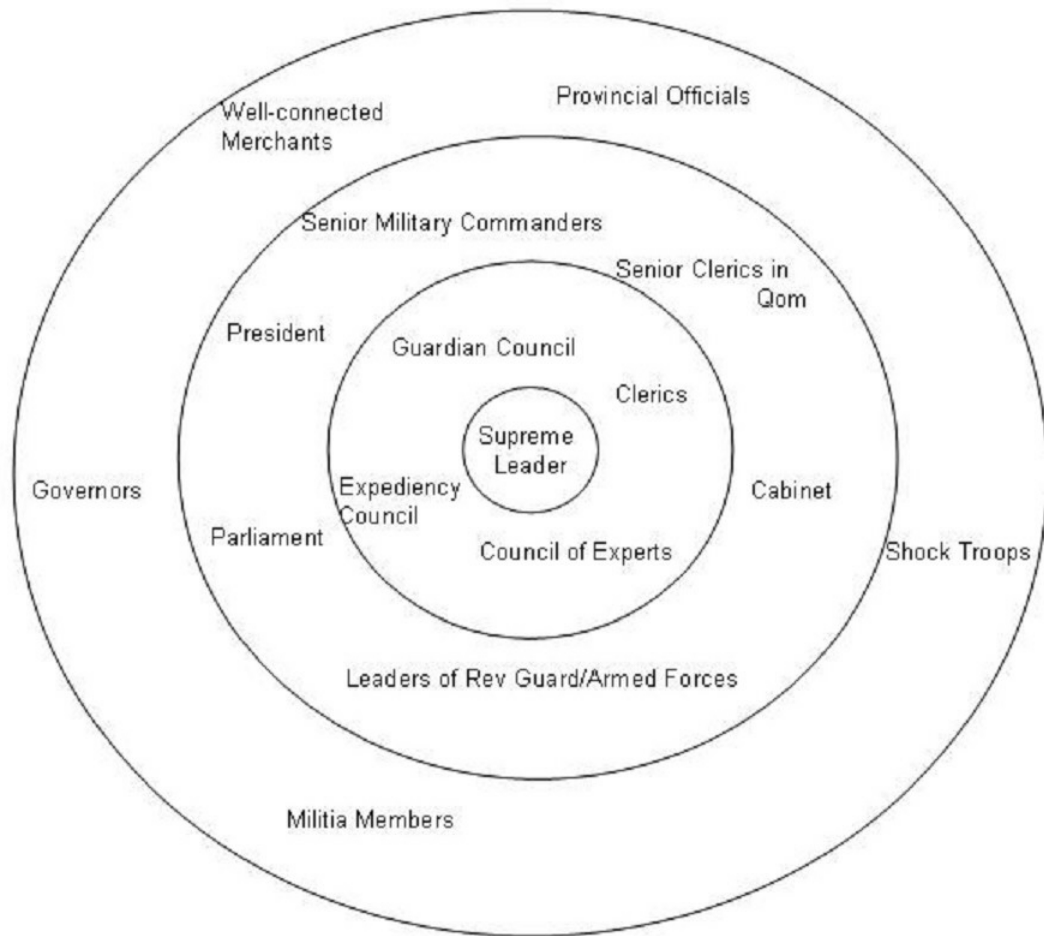 Provincial Officials
Well-connected
Merchants
Senior Military Commanders
Senior Clerics in
Qom
President
Guardian Council
Clerics
Supreme
Leader
Governors
Expediency
Council
Cabinet
Parliament
Council of Experts
Shock Troops
Leaders of Rev Guard/Armed Forces
Militia Members